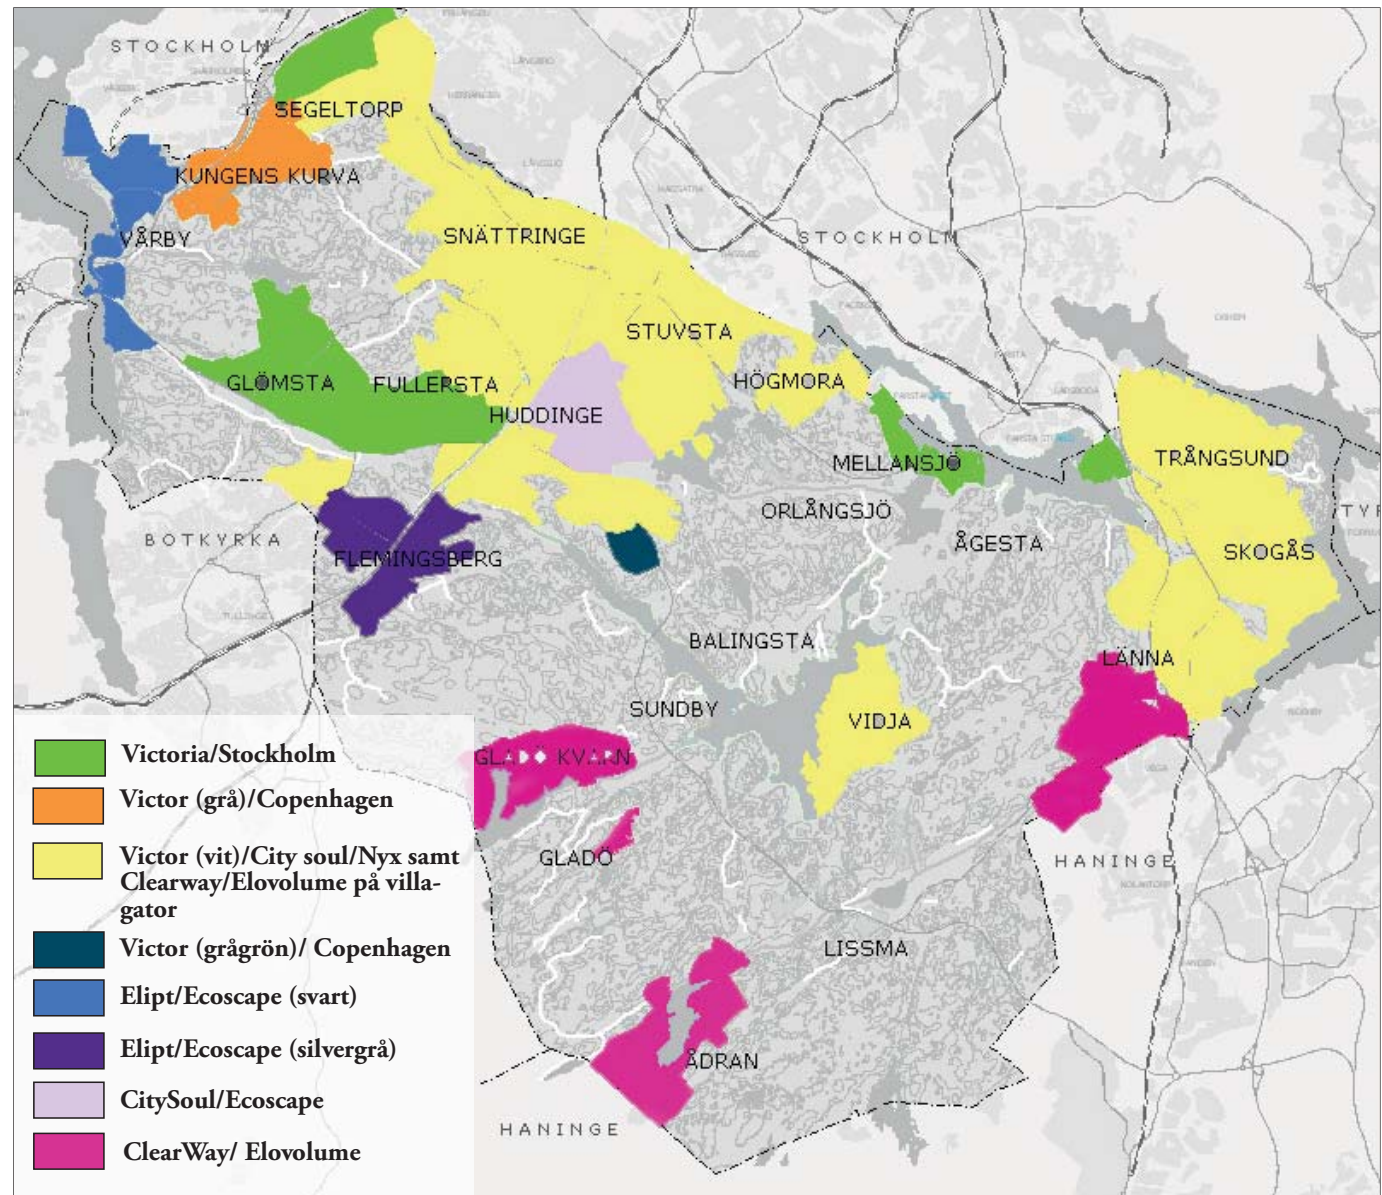 STOCKHOLM
SEGELTORP
KUNGENS KURVA
VÅRBY
SNÄTTRINGE
STOCKHOLM
STUVSTA
GLÖMSTA
FULLERSTA
HÖGMORA
HUDDINGE
MELLANSJÖ
TRÅNGSUND
ORLÅNGSJÖ
BOTKYRKA
FLEMINGSBERG
ÅGESTA
SKOGÅS
BALINGSTA
LÄNNA
SUNDBY
VIDJA
GLADÖ KVARN
GLADÖ
HANINGE
LISSMA
ÅDRAN
HANINGE
Victoria/Stockholm
Victor (grå)/Copenhagen
Victor (vit)/City soul/Nyx samt
Clearway/Elovolume på villa-
gator
Victor (grågrön)/ Copenhagen
Elipt/Ecoscape (svart)
Elipt/Ecoscape (silvergrå)
CitySoul/Ecoscape
ClearWay/ Elovolume